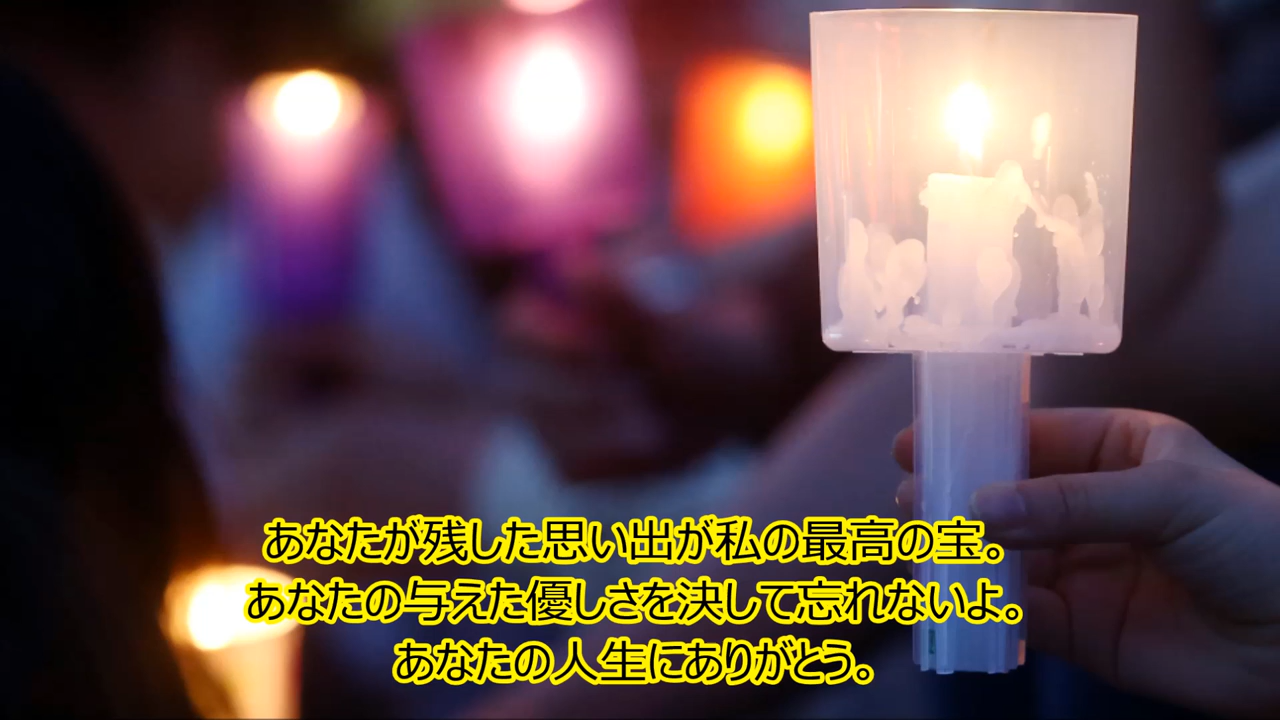 あなたが残した思い出が私の最高の宝。
あなたの与えた優しさを決して忘れないよ。
あなたの人生にありがとう。